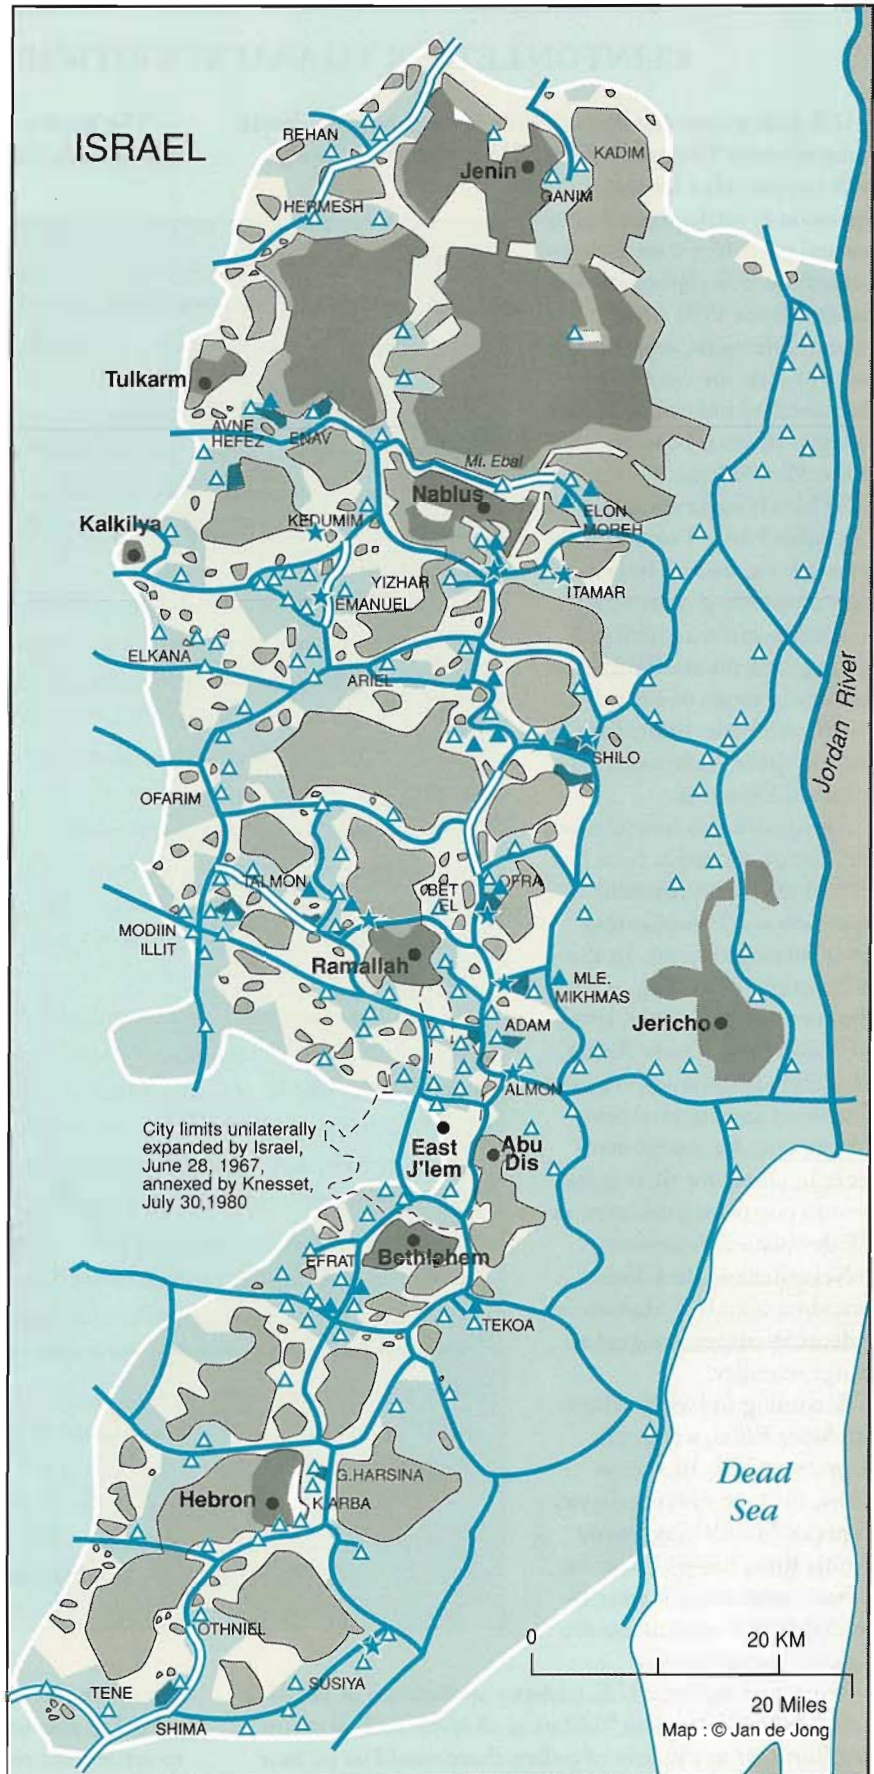 ISRAEL
REHAN
Jenin
KADIM
GANIM
HERMESH
Tulkarm
AVNE
HEFEZ
ENAV
Mt. Ebal
Nablus
ELON
MOREH
Kalkilya
KEDUMIM
YIZHAR
ITAMAR
EMANUEL
ELKANA
ARIEL
Jordan River
SHILO
OFARIM
TALMON
BET
EL
OFRA
MODIIN
ILLIT
Ramallah
MLE.
MIKHMAS
Jericho
ADAM
ALMON
City limits unilaterally
expanded by Israel,
June 28, 1967,
annexed by Knesset,
July 30,1980
East
J'lem
Abu
Dis
EFRAT
Bethlehem
TEKOA
Dead
Sea
G.HARSINA
Hebron
K.ARBA
OTHNIEL
SUSIYA
TENE
SHIMA
0
20 KM
20 Miles
Map : © Jan de Jong